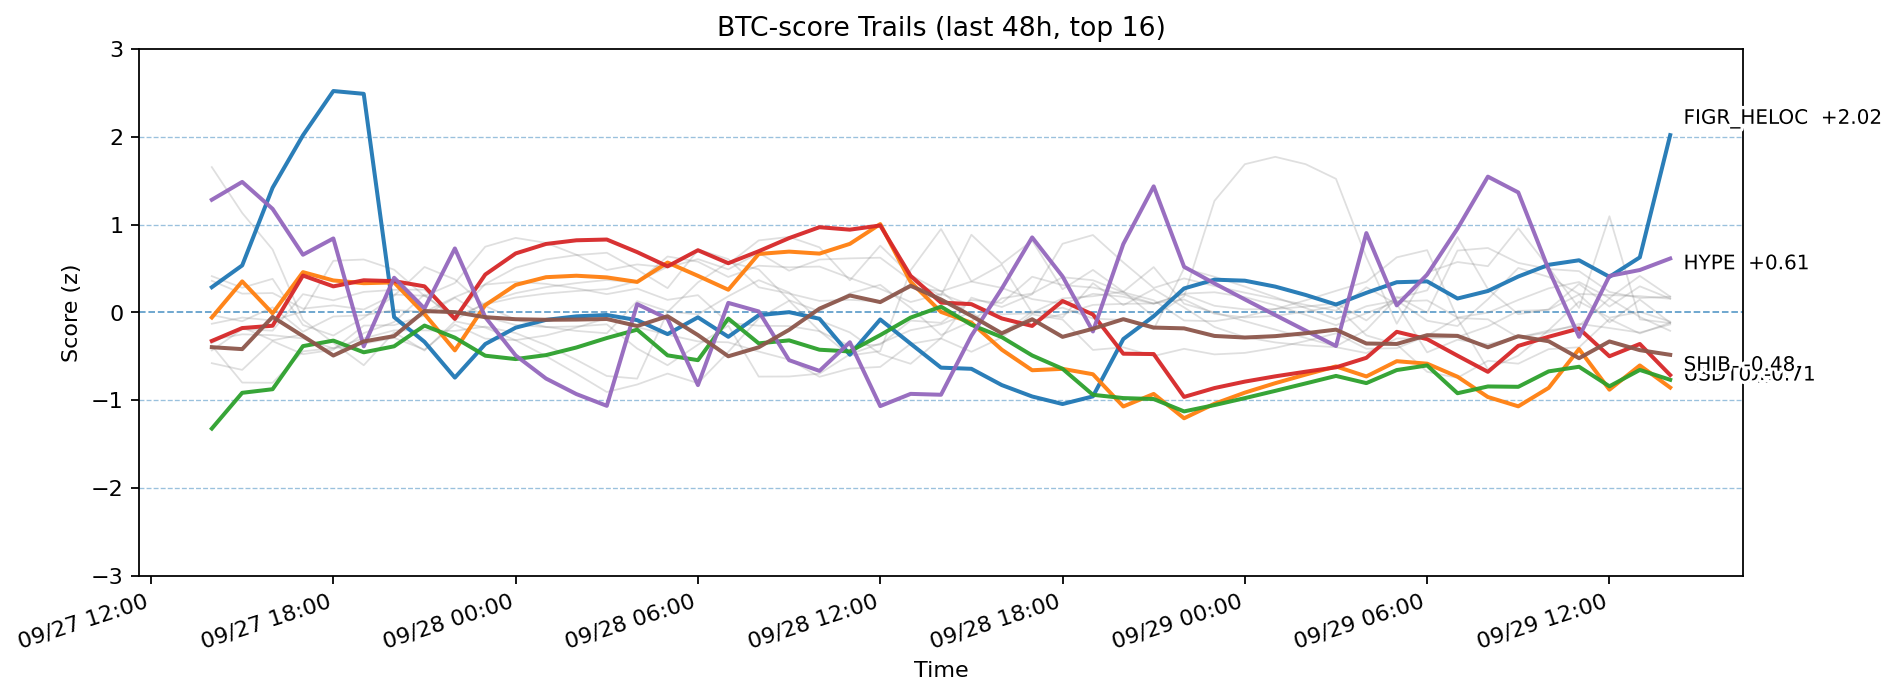 BTC-score Trails (last 48h, top 16)
Score (z)
3
2
1
0
−1
−2
−3
FIGR_HELOC +2.02
HYPE +0.61
SHIB -0.48
09/27 12:00
09/27 18:00
09/28 00:00
09/28 06:00
09/28 12:00
09/28 18:00
09/29 00:00
09/29 06:00
09/29 12:00
Time